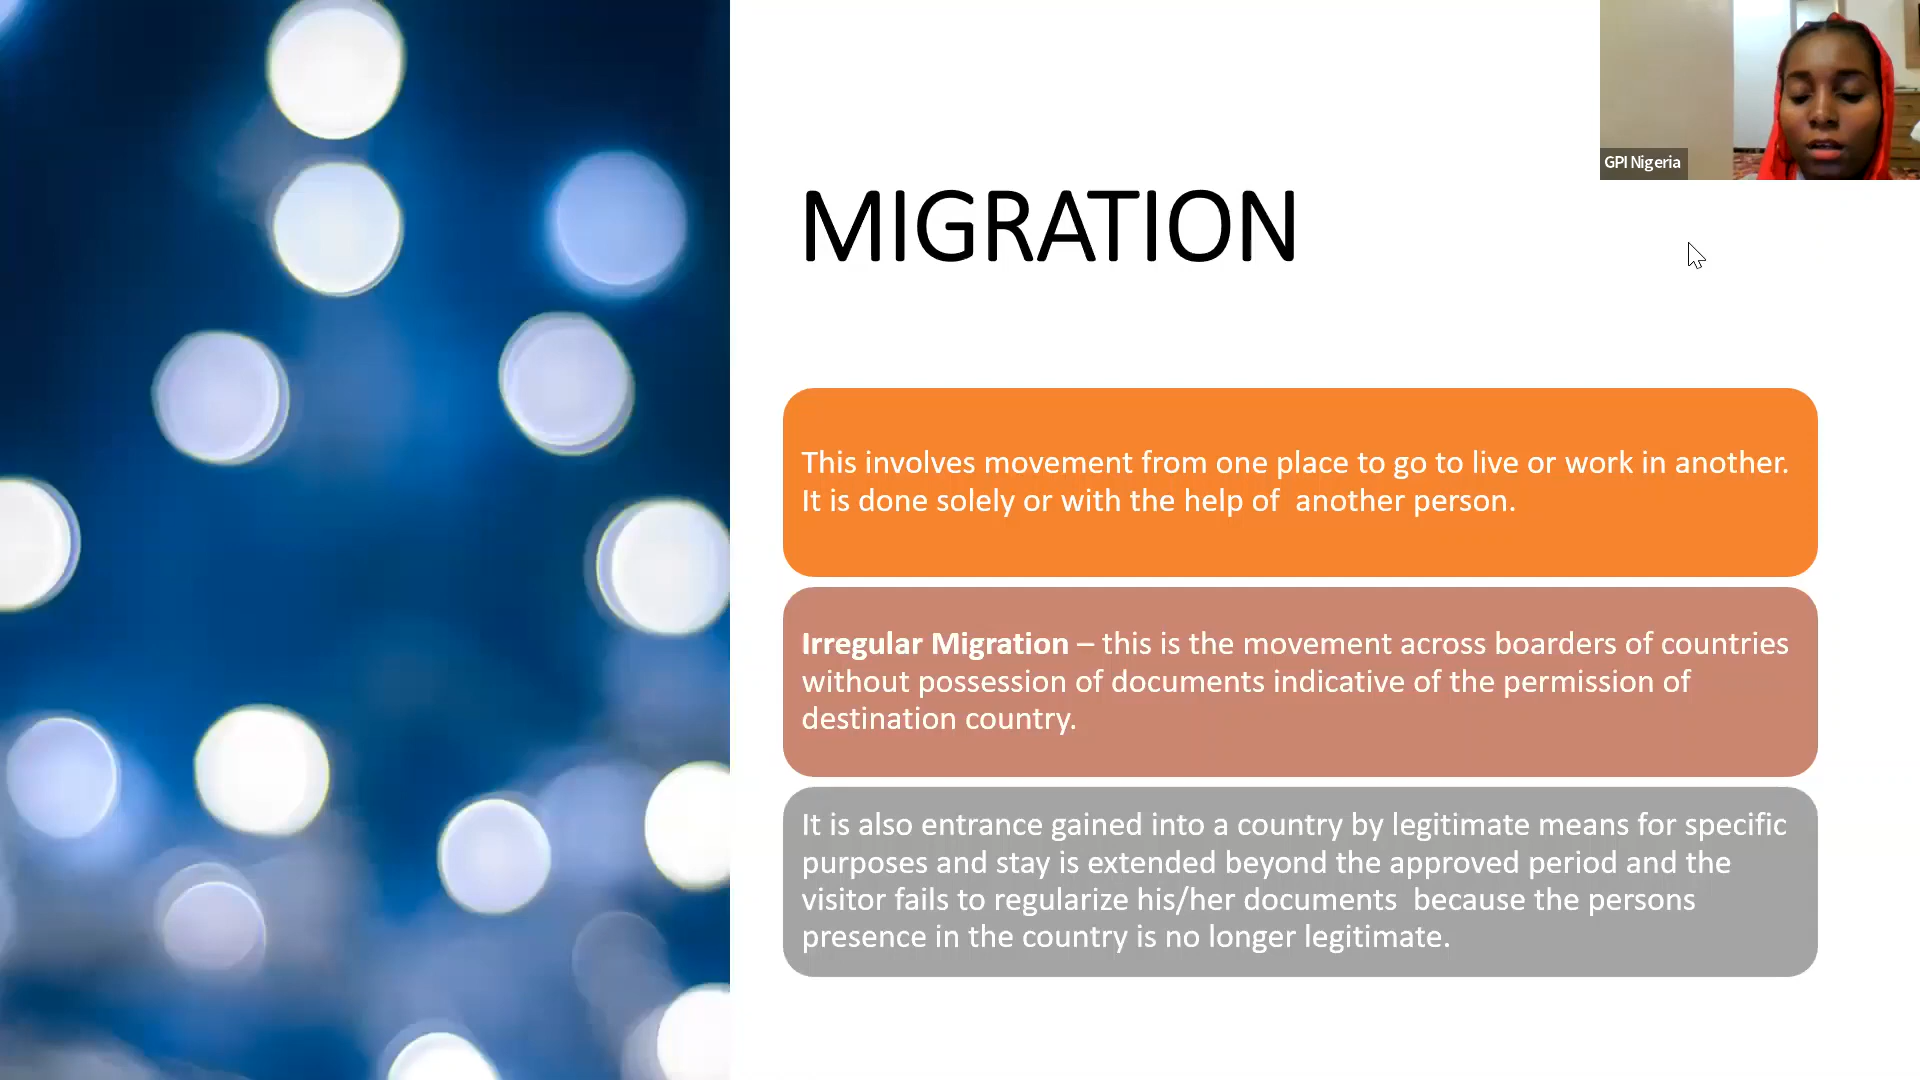 GPI Nigeria
MIGRATION
This involves movement from one place to go to live or work in another.
It is done solely or with the help of  another person.
Irregular Migration – this is the movement across boarders of countries
without possession of documents indicative of the permission of
destination country.
It is also entrance gained into a country by legitimate means for specific
purposes and stay is extended beyond the approved period and the
visitor fails to regularize his/her documents  because the persons
presence in the country is no longer legitimate.